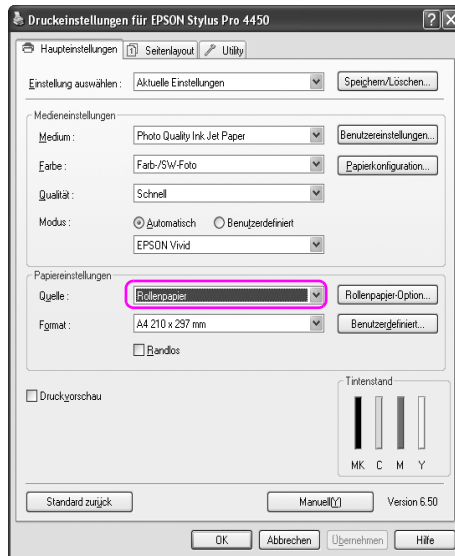 Druckeinstellungen für EPSON Stylus Pro 4450
Haupteinstellungen Seitenlayout Utility
Einstellung auswählen : Aktuelle Einstellungen Speichern/Löschen...
Medieneinstellungen
Medium : Photo Quality Ink Jet Paper Benutzereinstellungen...
Farbe : Farb-/SW-Foto Papierkonfiguration...
Qualität : Schnell
Modus : Automatisch Benutzerdefiniert
EPSON Vivid
Papiereinstellungen
Quelle : Rollenpapier Rollenpapier-Option...
Format : A4 210 x 297 mm Benutzerdefiniert...
Randlos
Druckvorschau
Tintenstand
MK C M Y
Standard zurück Manuell(Y) Version 6.50
OK Abbrechen Übernehmen Hilfe